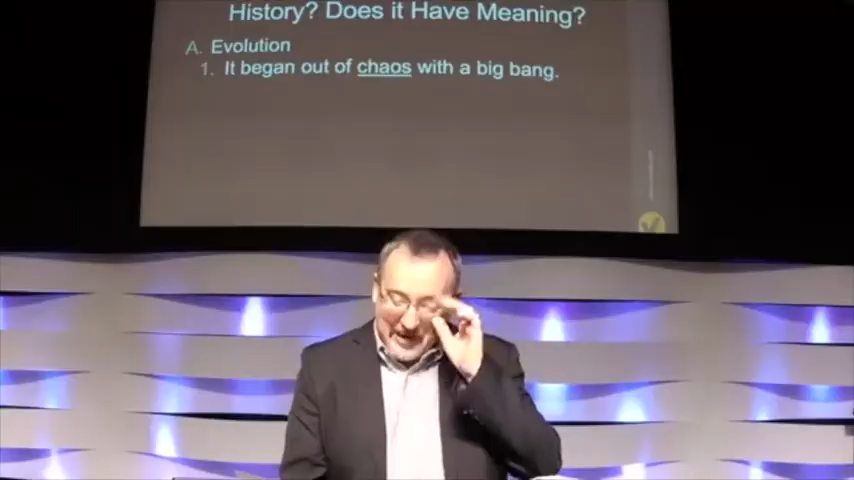 History? Does it Have Meaning?
A. Evolution
1. It began out of chaos with a big bang.